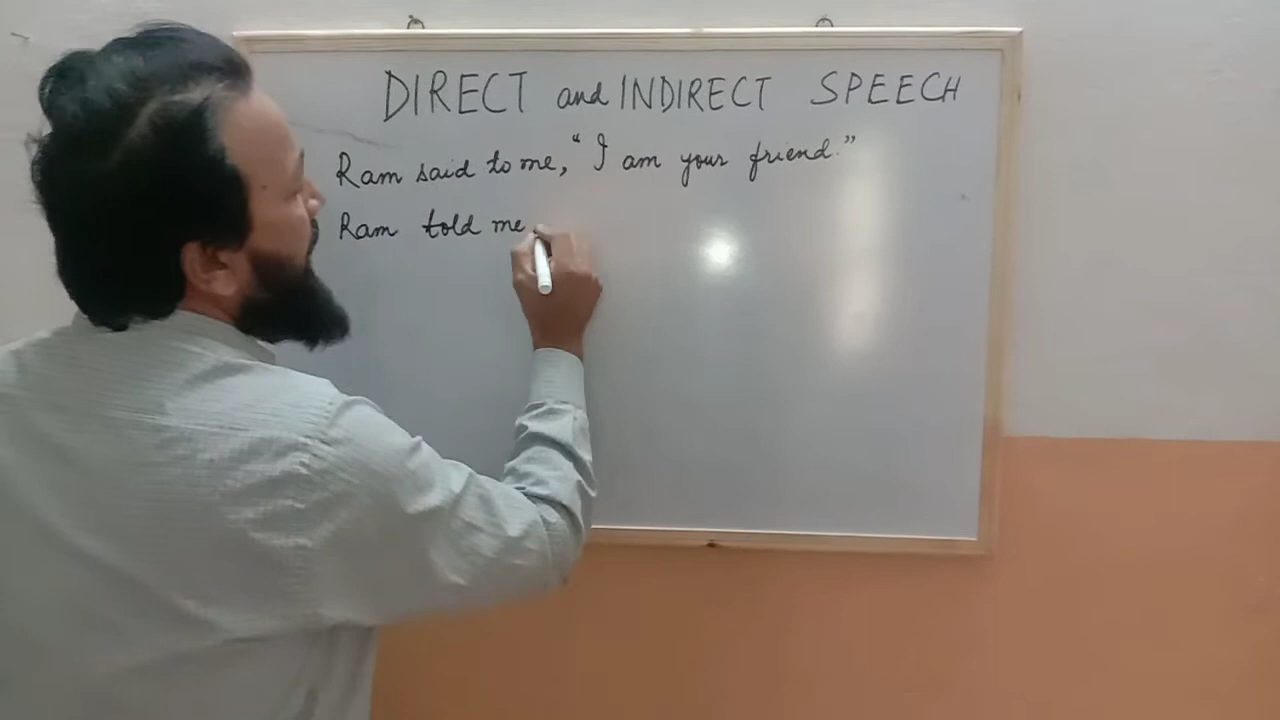 DIRECT and INDIRECT SPEECH
Ram said to me, “I am your friend.”
Ram told me